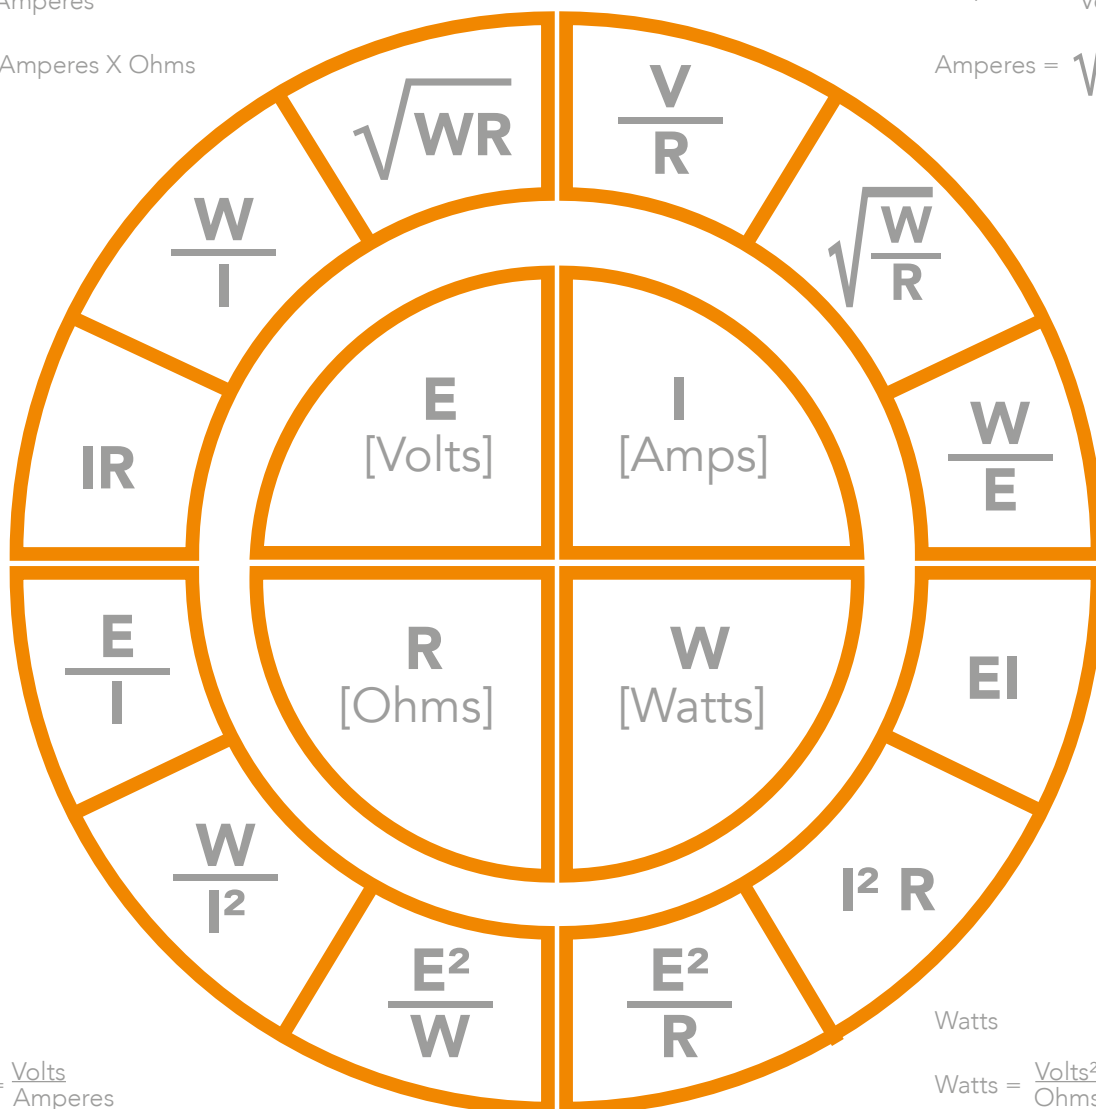 Amperes
Amperes X Ohms
Amperes = √
√WR
V
R
W
I
√W
R
IR
W
E
E
[Volts]
I
[Amps]
R
[Ohms]
W
[Watts]
E
I
EI
W
I²
I² R
E²
W
E²
R
Watts
= Volts
Amperes
Watts = Volts²
Ohms